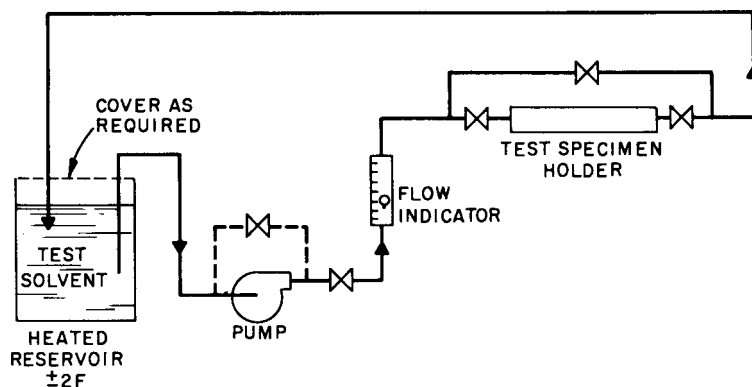 COVER AS
REQUIRED
TEST SPECIMEN
HOLDER
FLOW
INDICATOR
TEST
SOLVENT
PUMP
HEATED
RESERVOIR
±2F